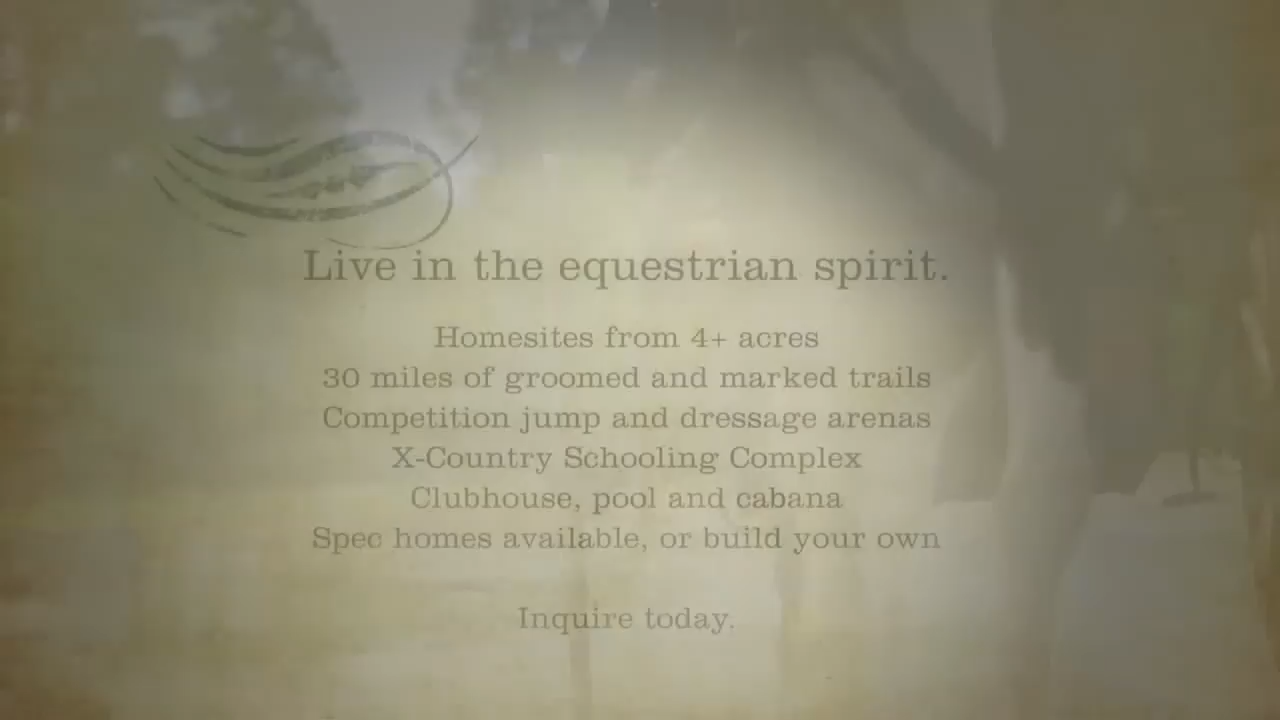 Live in the equestrian spirit.
Homesites from 4+ acres
30 miles of groomed and marked trails
Competition jump and dressage arenas
X-Country Schooling Complex
Clubhouse, pool and cabana
Spec homes available, or build your own
Inquire today.